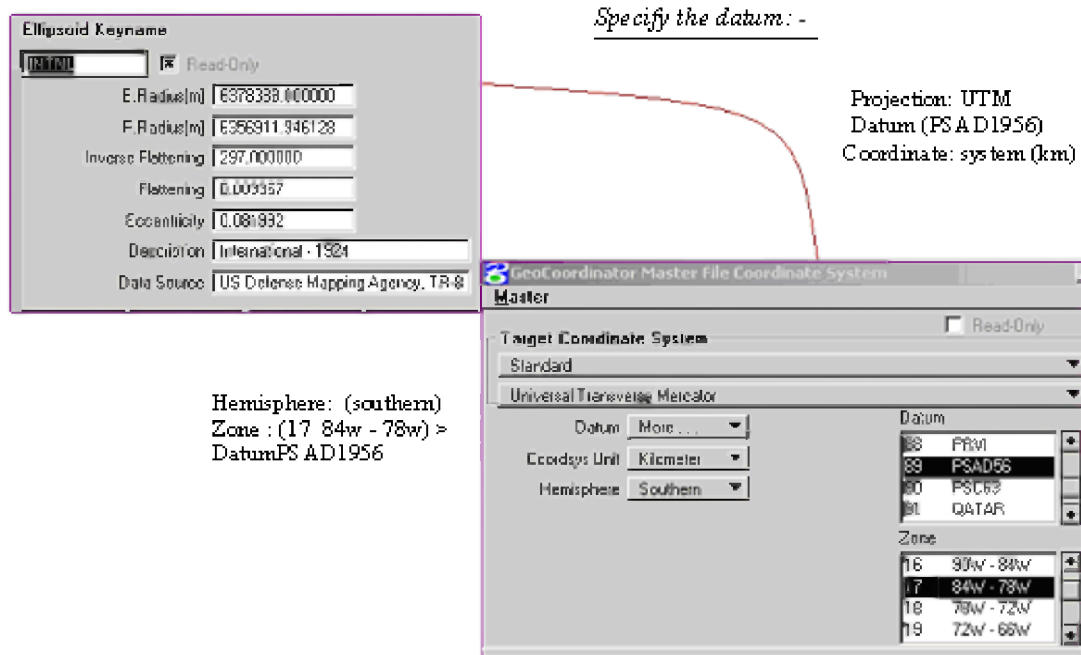 Specify the datum: -
Ellipsoid Keyname
INTNL
Read-Only
E.Radius[m] 6378388.000000
P.Radius[m] 6356911.946128
Inverse Flattening 297.000000
Flattening 0.003367
Eccentricity 0.081992
Description International - 1924
Data Source US Defense Mapping Agency, TR-8
Projection: UTM
Datum (PSAD1956)
Coordinate: system (km)
Hemisphere: (southern)
Zone : (17 84w - 78w) >
DatumPSAD1956
GeoCoordinator Master File Coordinate System
Master
Read-Only
Target Coordinate System
Standard
Universal Transverse Mercator
Datum More . . .
Coordsys Unit Kilometer
Hemisphere Southern
Datum
88 PRVI
89 PSAD56
90 PSC63
91 QATAR
Zone
16 90W - 84W
17 84W - 78W
18 78W - 72W
19 72W - 66W